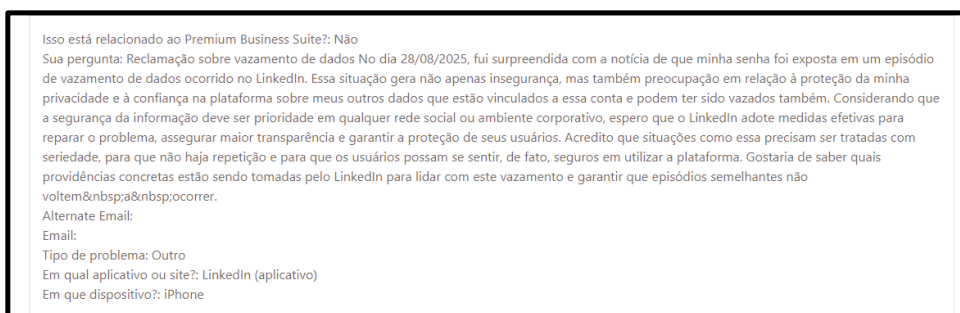 Isso está relacionado ao Premium Business Suite?: Não
Sua pergunta: Reclamação sobre vazamento de dados No dia 28/08/2025, fui surpreendida com a notícia de que minha senha foi exposta em um episódio
de vazamento de dados ocorrido no LinkedIn. Essa situação gera não apenas insegurança, mas também preocupação em relação à proteção da minha
privacidade e à confiança na plataforma sobre meus outros dados que estão vinculados a essa conta e podem ter sido vazados também. Considerando que
a segurança da informação deve ser prioridade em qualquer rede social ou ambiente corporativo, espero que o LinkedIn adote medidas efetivas para
reparar o problema, assegurar maior transparência e garantir a proteção de seus usuários. Acredito que situações como essa precisam ser tratadas com
seriedade, para que não haja repetição e para que os usuários possam se sentir, de fato, seguros em utilizar a plataforma. Gostaria de saber quais
providências concretas estão sendo tomadas pelo LinkedIn para lidar com este vazamento e garantir que episódios semelhantes não
voltem&nbsp;a&nbsp;ocorrer.
Alternate Email:
Email:
Tipo de problema: Outro
Em qual aplicativo ou site?: LinkedIn (aplicativo)
Em que dispositivo?: iPhone